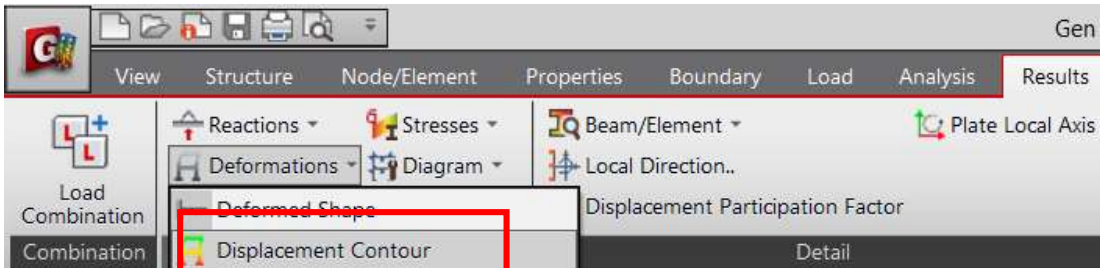 Gen
View Structure Node/Element Properties Boundary Load Analysis Results
Reactions Stresses Beam/Element Plate Local Axis
Deformations Diagram Local Direction..
Load
Combination
Deformed Shape Displacement Participation Factor
Combination Displacement Contour Detail